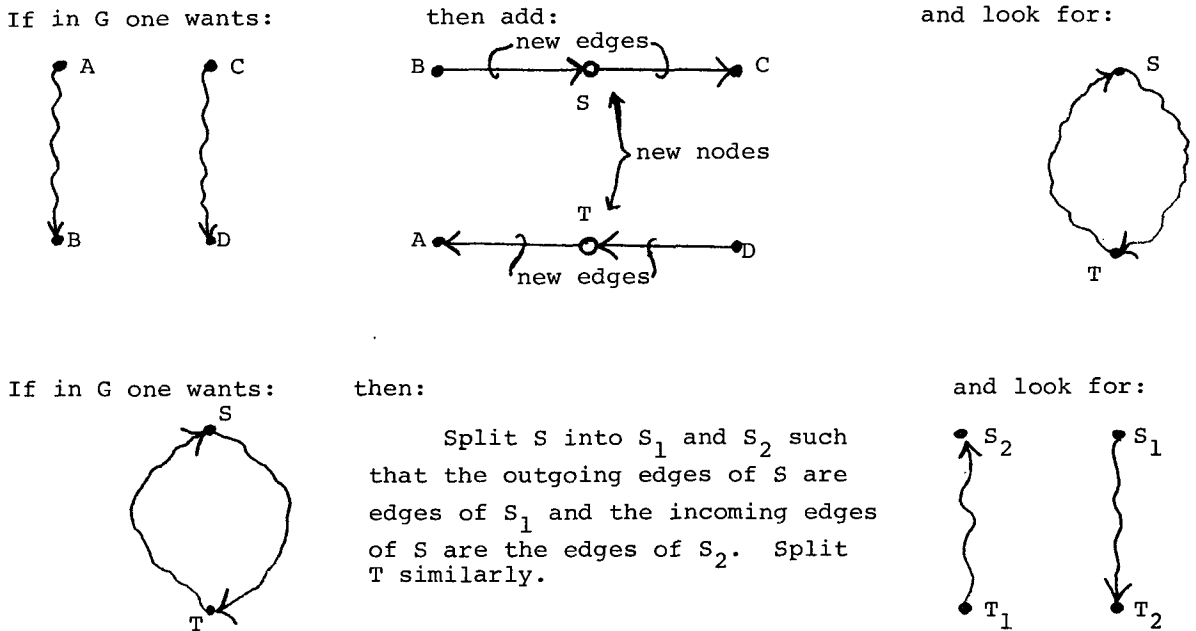 If in G one wants:
then add:
and look for:
A
C
B
D
new edges
B
C
S
new nodes
T
A
D
new edges
S
T
If in G one wants:
then:
and look for:
S
T
Split S into S₁ and S₂ such
that the outgoing edges of S are
edges of S₁ and the incoming edges
of S are the edges of S₂. Split
T similarly.
S₂
S₁
T₁
T₂